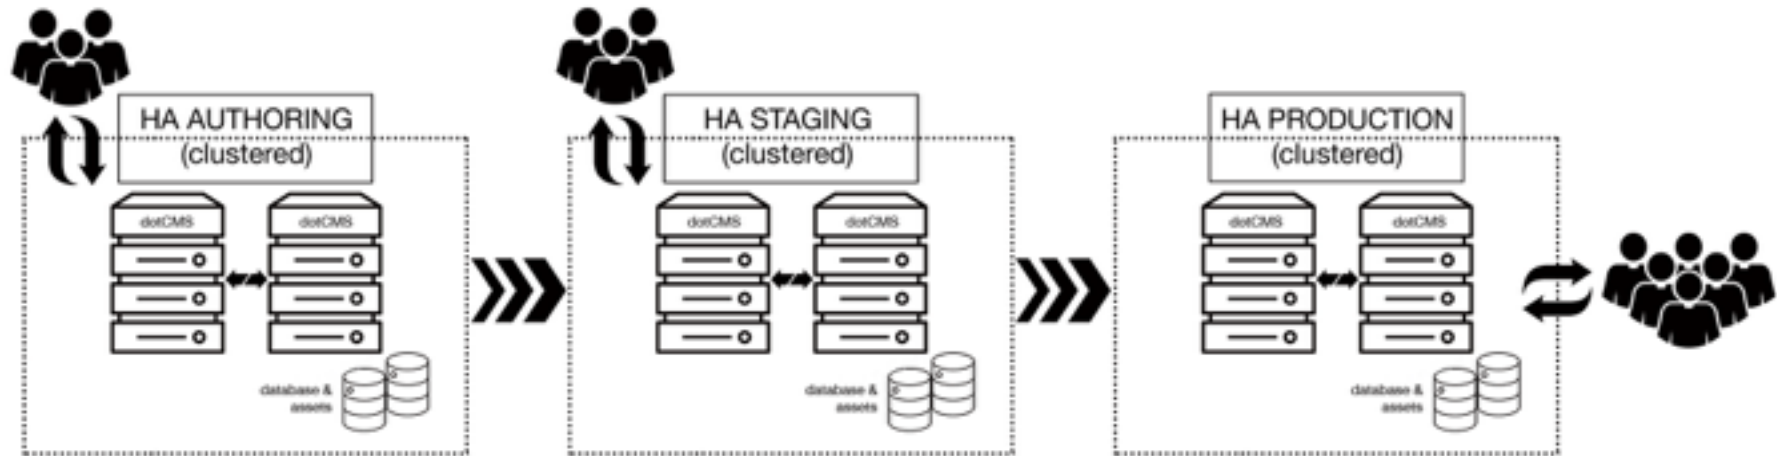 HA AUTHORING
(clustered)
dotCMS
dotCMS
database &
assets
HA STAGING
(clustered)
dotCMS
dotCMS
database &
assets
HA PRODUCTION
(clustered)
dotCMS
dotCMS
database &
assets